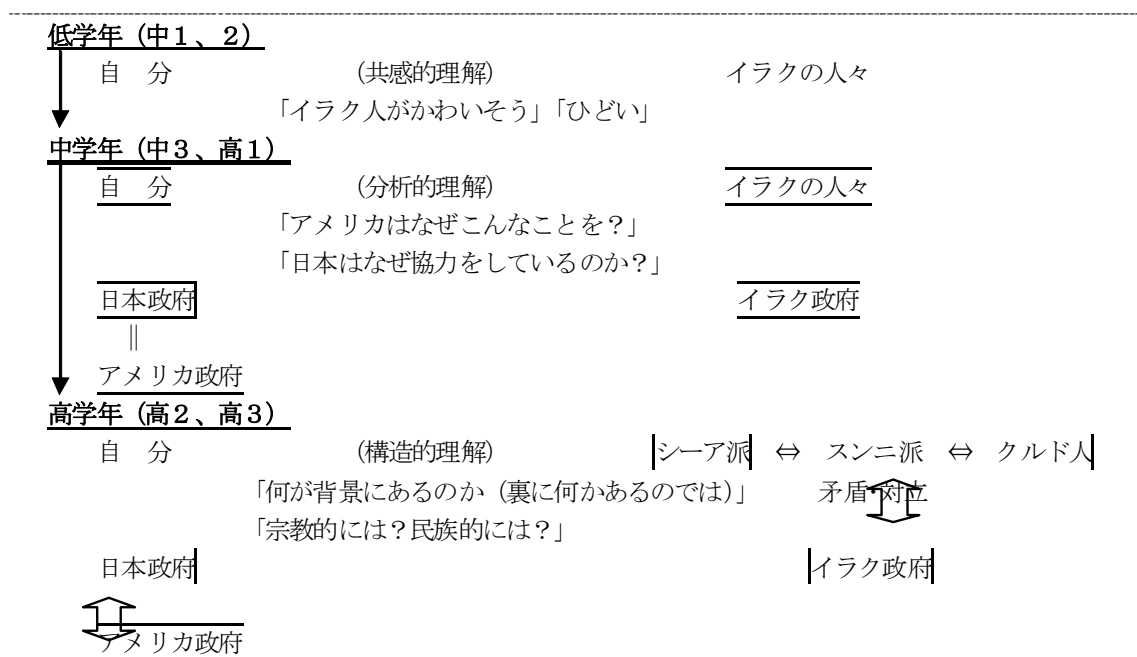 低学年（中１、２）
自　分　（共感的理解）　イラクの人々
「イラク人がかわいそう」「ひどい」
中学年（中３、高１）
自　分　（分析的理解）　イラクの人々
「アメリカはなぜこんなことを？」
「日本はなぜ協力をしているのか？」
日本政府　イラク政府
∥
アメリカ政府
高学年（高２、高３）
自　分　（構造的理解）　シーア派　⇔　スンニ派　⇔　クルド人
「何が背景にあるのか（裏に何かあるのでは）」　矛盾・対立
「宗教的には？民族的には？」
日本政府　イラク政府
アメリカ政府